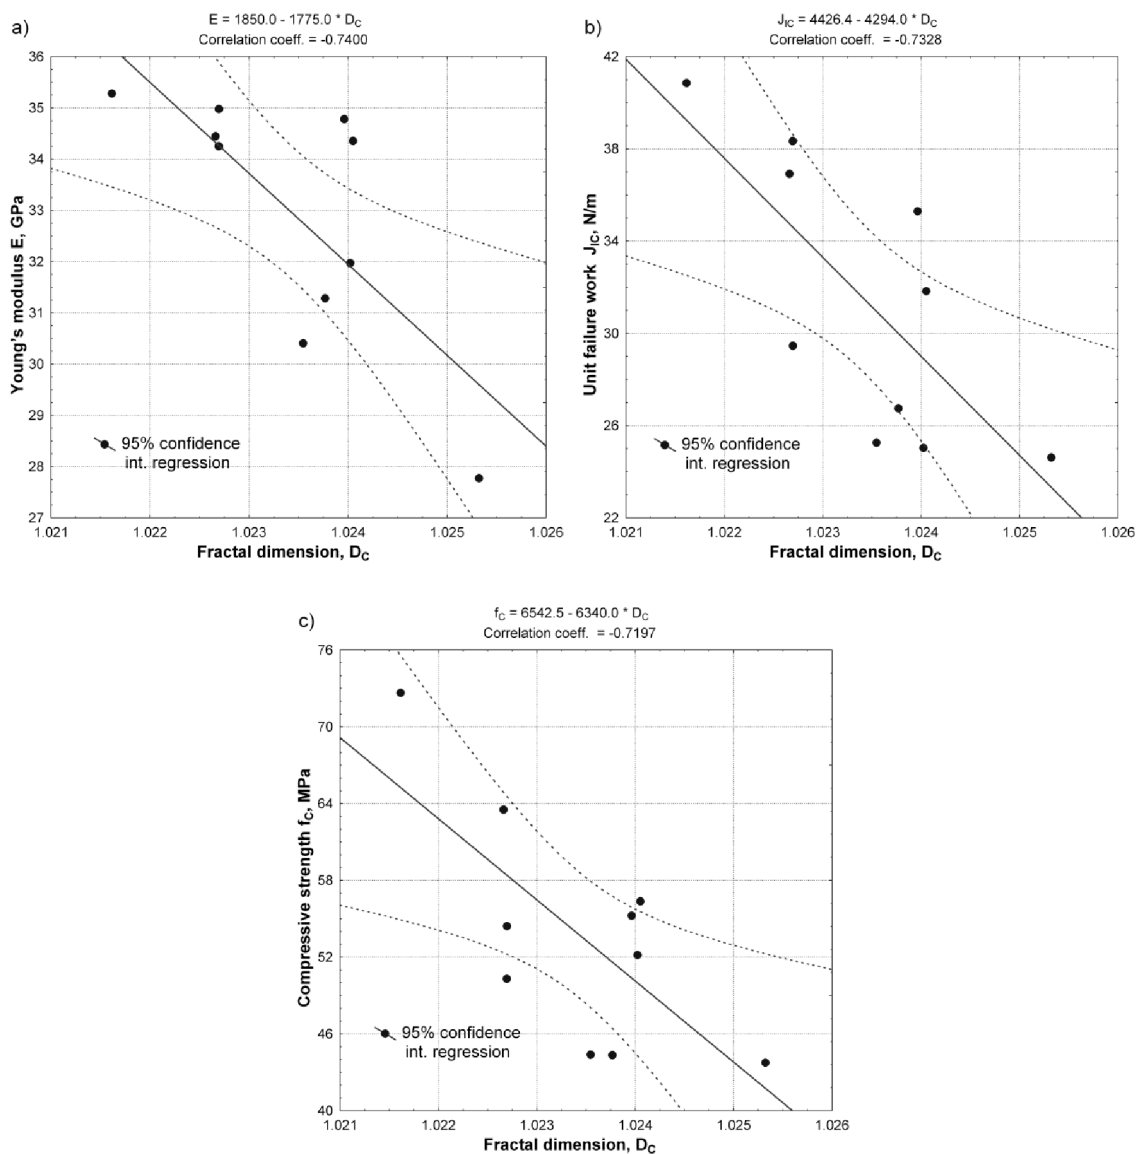 a)
E = 1850.0 - 1775.0 * D_C
Correlation coeff. = -0.7400
36
35
34
33
32
31
30
29
28
27
Young's modulus E, GPa
95% confidence
int. regression
1.021 1.022 1.023 1.024 1.025 1.026
Fractal dimension, D_C
b)
J_IC = 4426.4 - 4294.0 * D_C
Correlation coeff. = -0.7328
42
38
34
30
26
22
Unit failure work J_IC, N/m
95% confidence
int. regression
1.021 1.022 1.023 1.024 1.025 1.026
Fractal dimension, D_C
c)
f_C = 6542.5 - 6340.0 * D_C
Correlation coeff. = -0.7197
76
70
64
58
52
46
40
Compressive strength f_C, MPa
95% confidence
int. regression
1.021 1.022 1.023 1.024 1.025 1.026
Fractal dimension, D_C